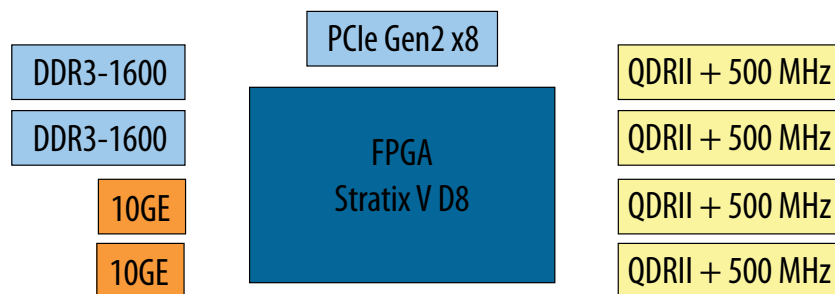 PCIe Gen2 x8
DDR3-1600
DDR3-1600
10GE
10GE
FPGA
Stratix V D8
QDRII + 500 MHz
QDRII + 500 MHz
QDRII + 500 MHz
QDRII + 500 MHz